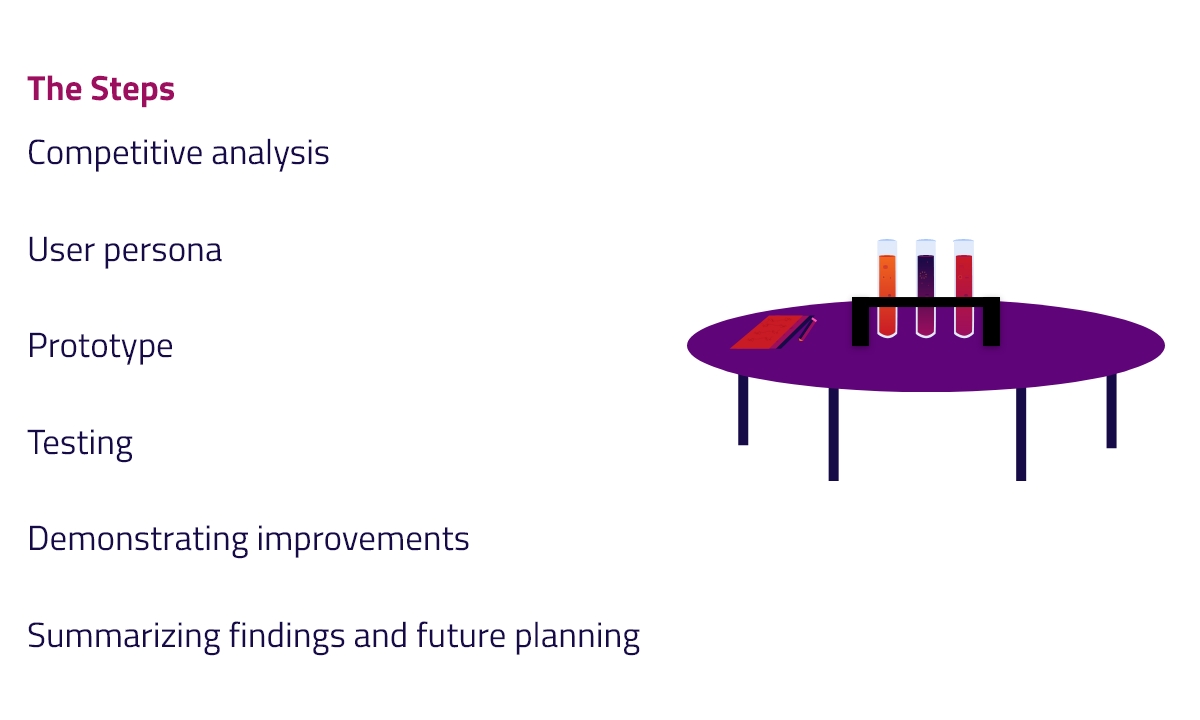 The Steps
Competitive analysis
User persona
Prototype
Testing
Demonstrating improvements
Summarizing findings and future planning